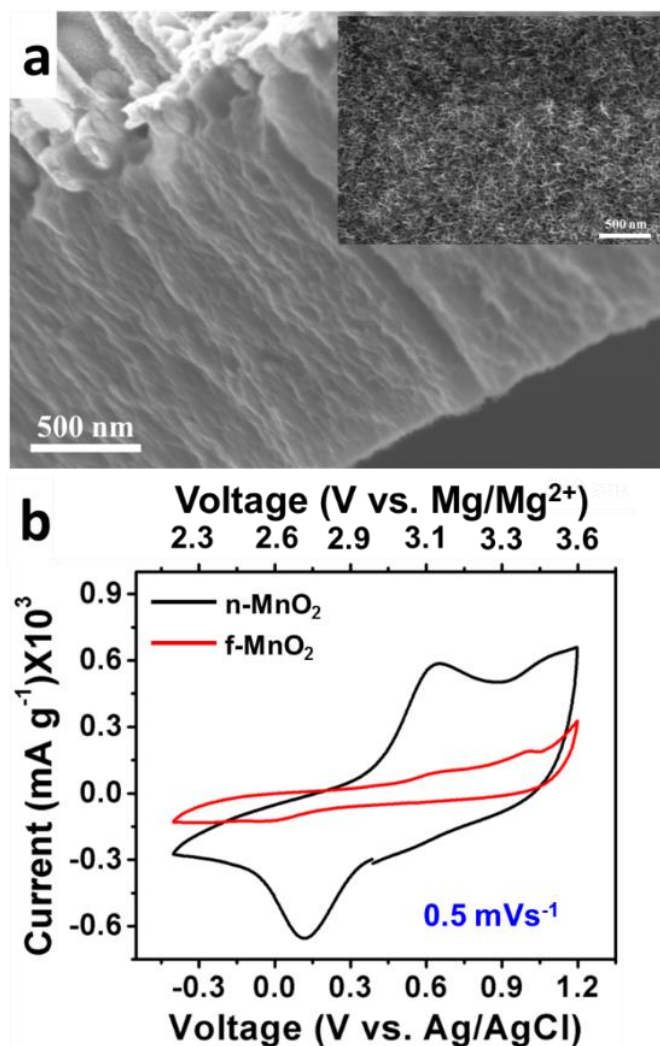 a
500 nm
500 nm
b
Voltage (V vs. Mg/Mg²⁺)
2.3 2.6 2.9 3.1 3.3 3.6
n-MnO₂
f-MnO₂
0.9
0.6
0.3
0.0
-0.3
-0.6
Current (mA g⁻¹)X10³
0.5 mVs⁻¹
-0.3 0.0 0.3 0.6 0.9 1.2
Voltage (V vs. Ag/AgCl)